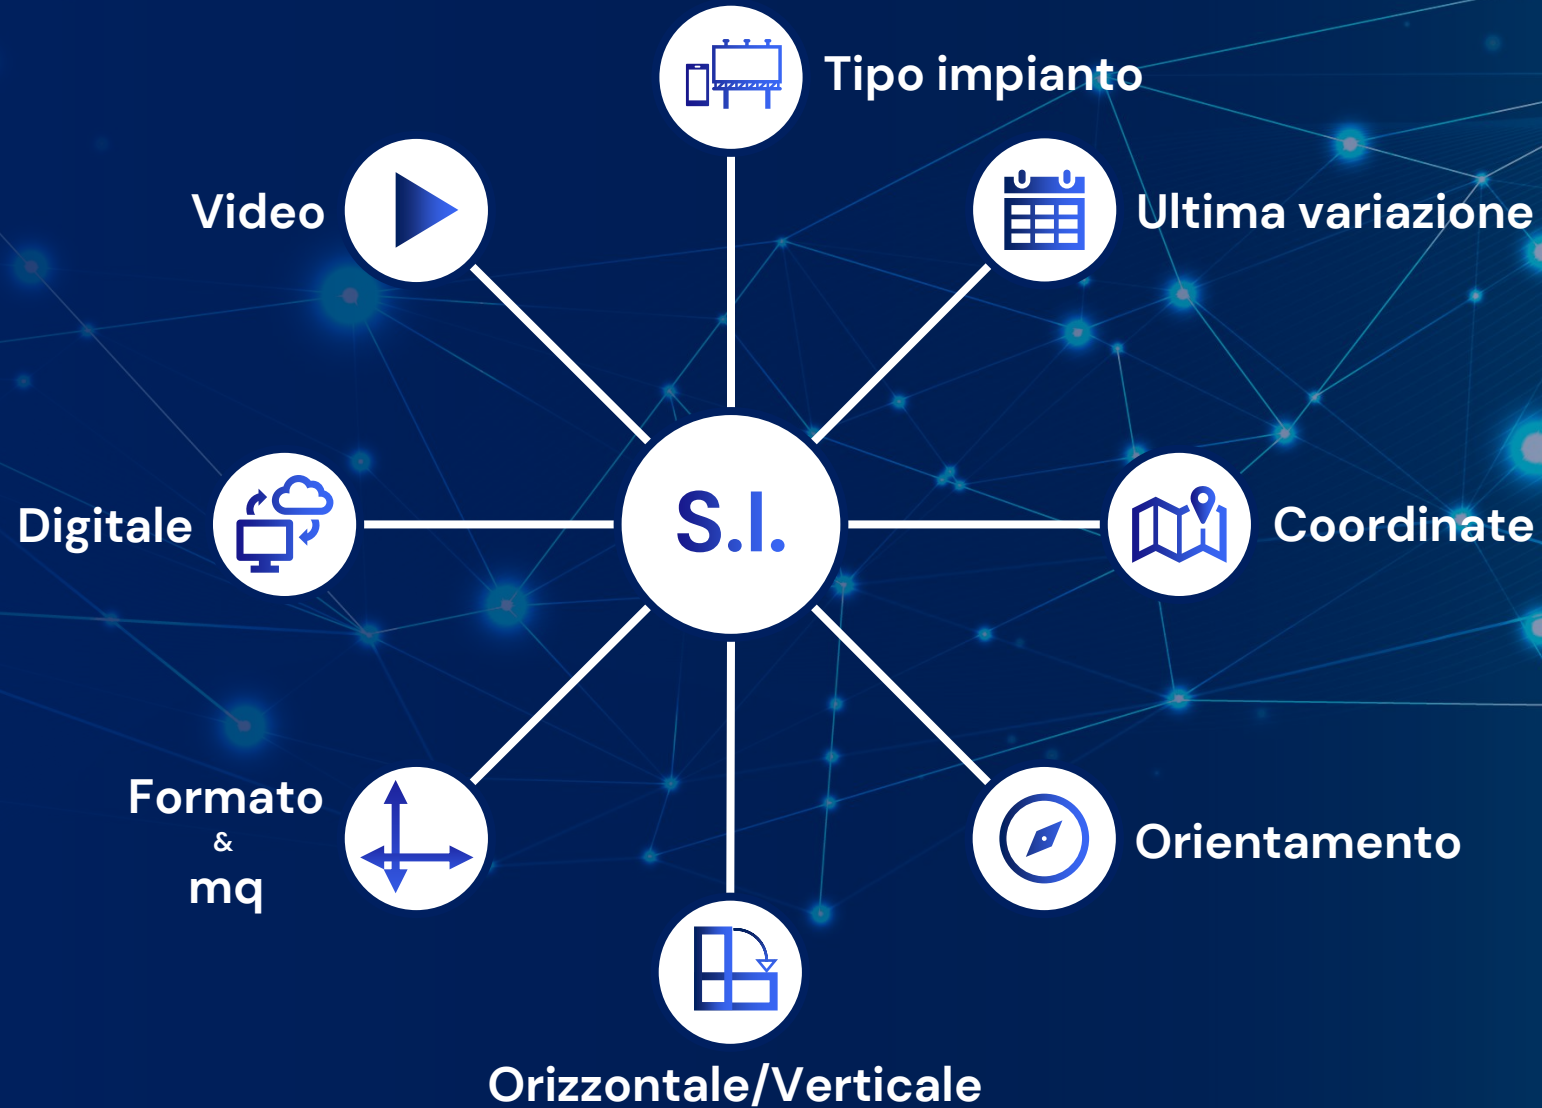 Tipo impianto
Video
Ultima variazione
Digitale
S.I.
Coordinate
Formato
&
mq
Orientamento
Orizzontale/Verticale